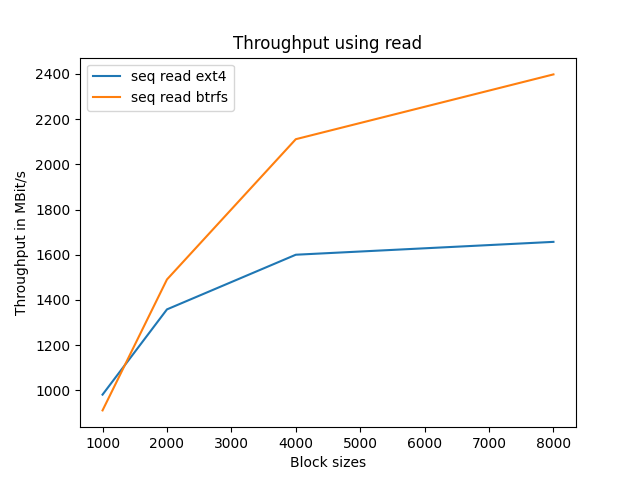 Throughput using read
seq read ext4
seq read btrfs
2400
2200
2000
1800
1600
1400
1200
1000
Throughput in MBit/s
1000 2000 3000 4000 5000 6000 7000 8000
Block sizes